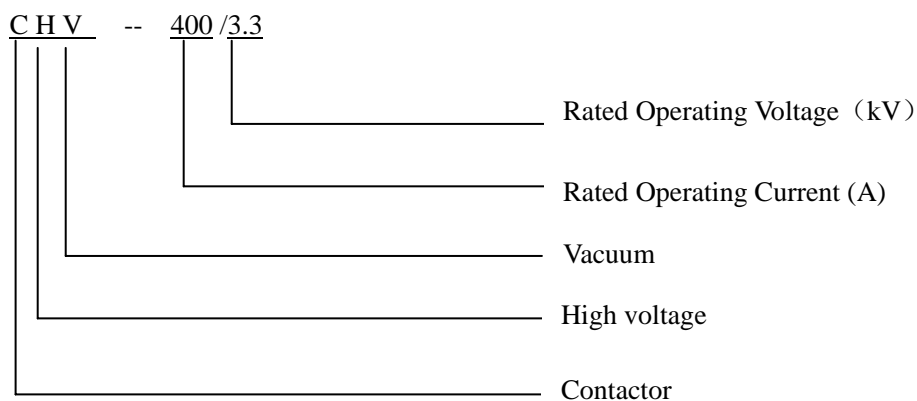 C H V -- 400 /3.3
Rated Operating Voltage（kV）
Rated Operating Current (A)
Vacuum
High voltage
Contactor